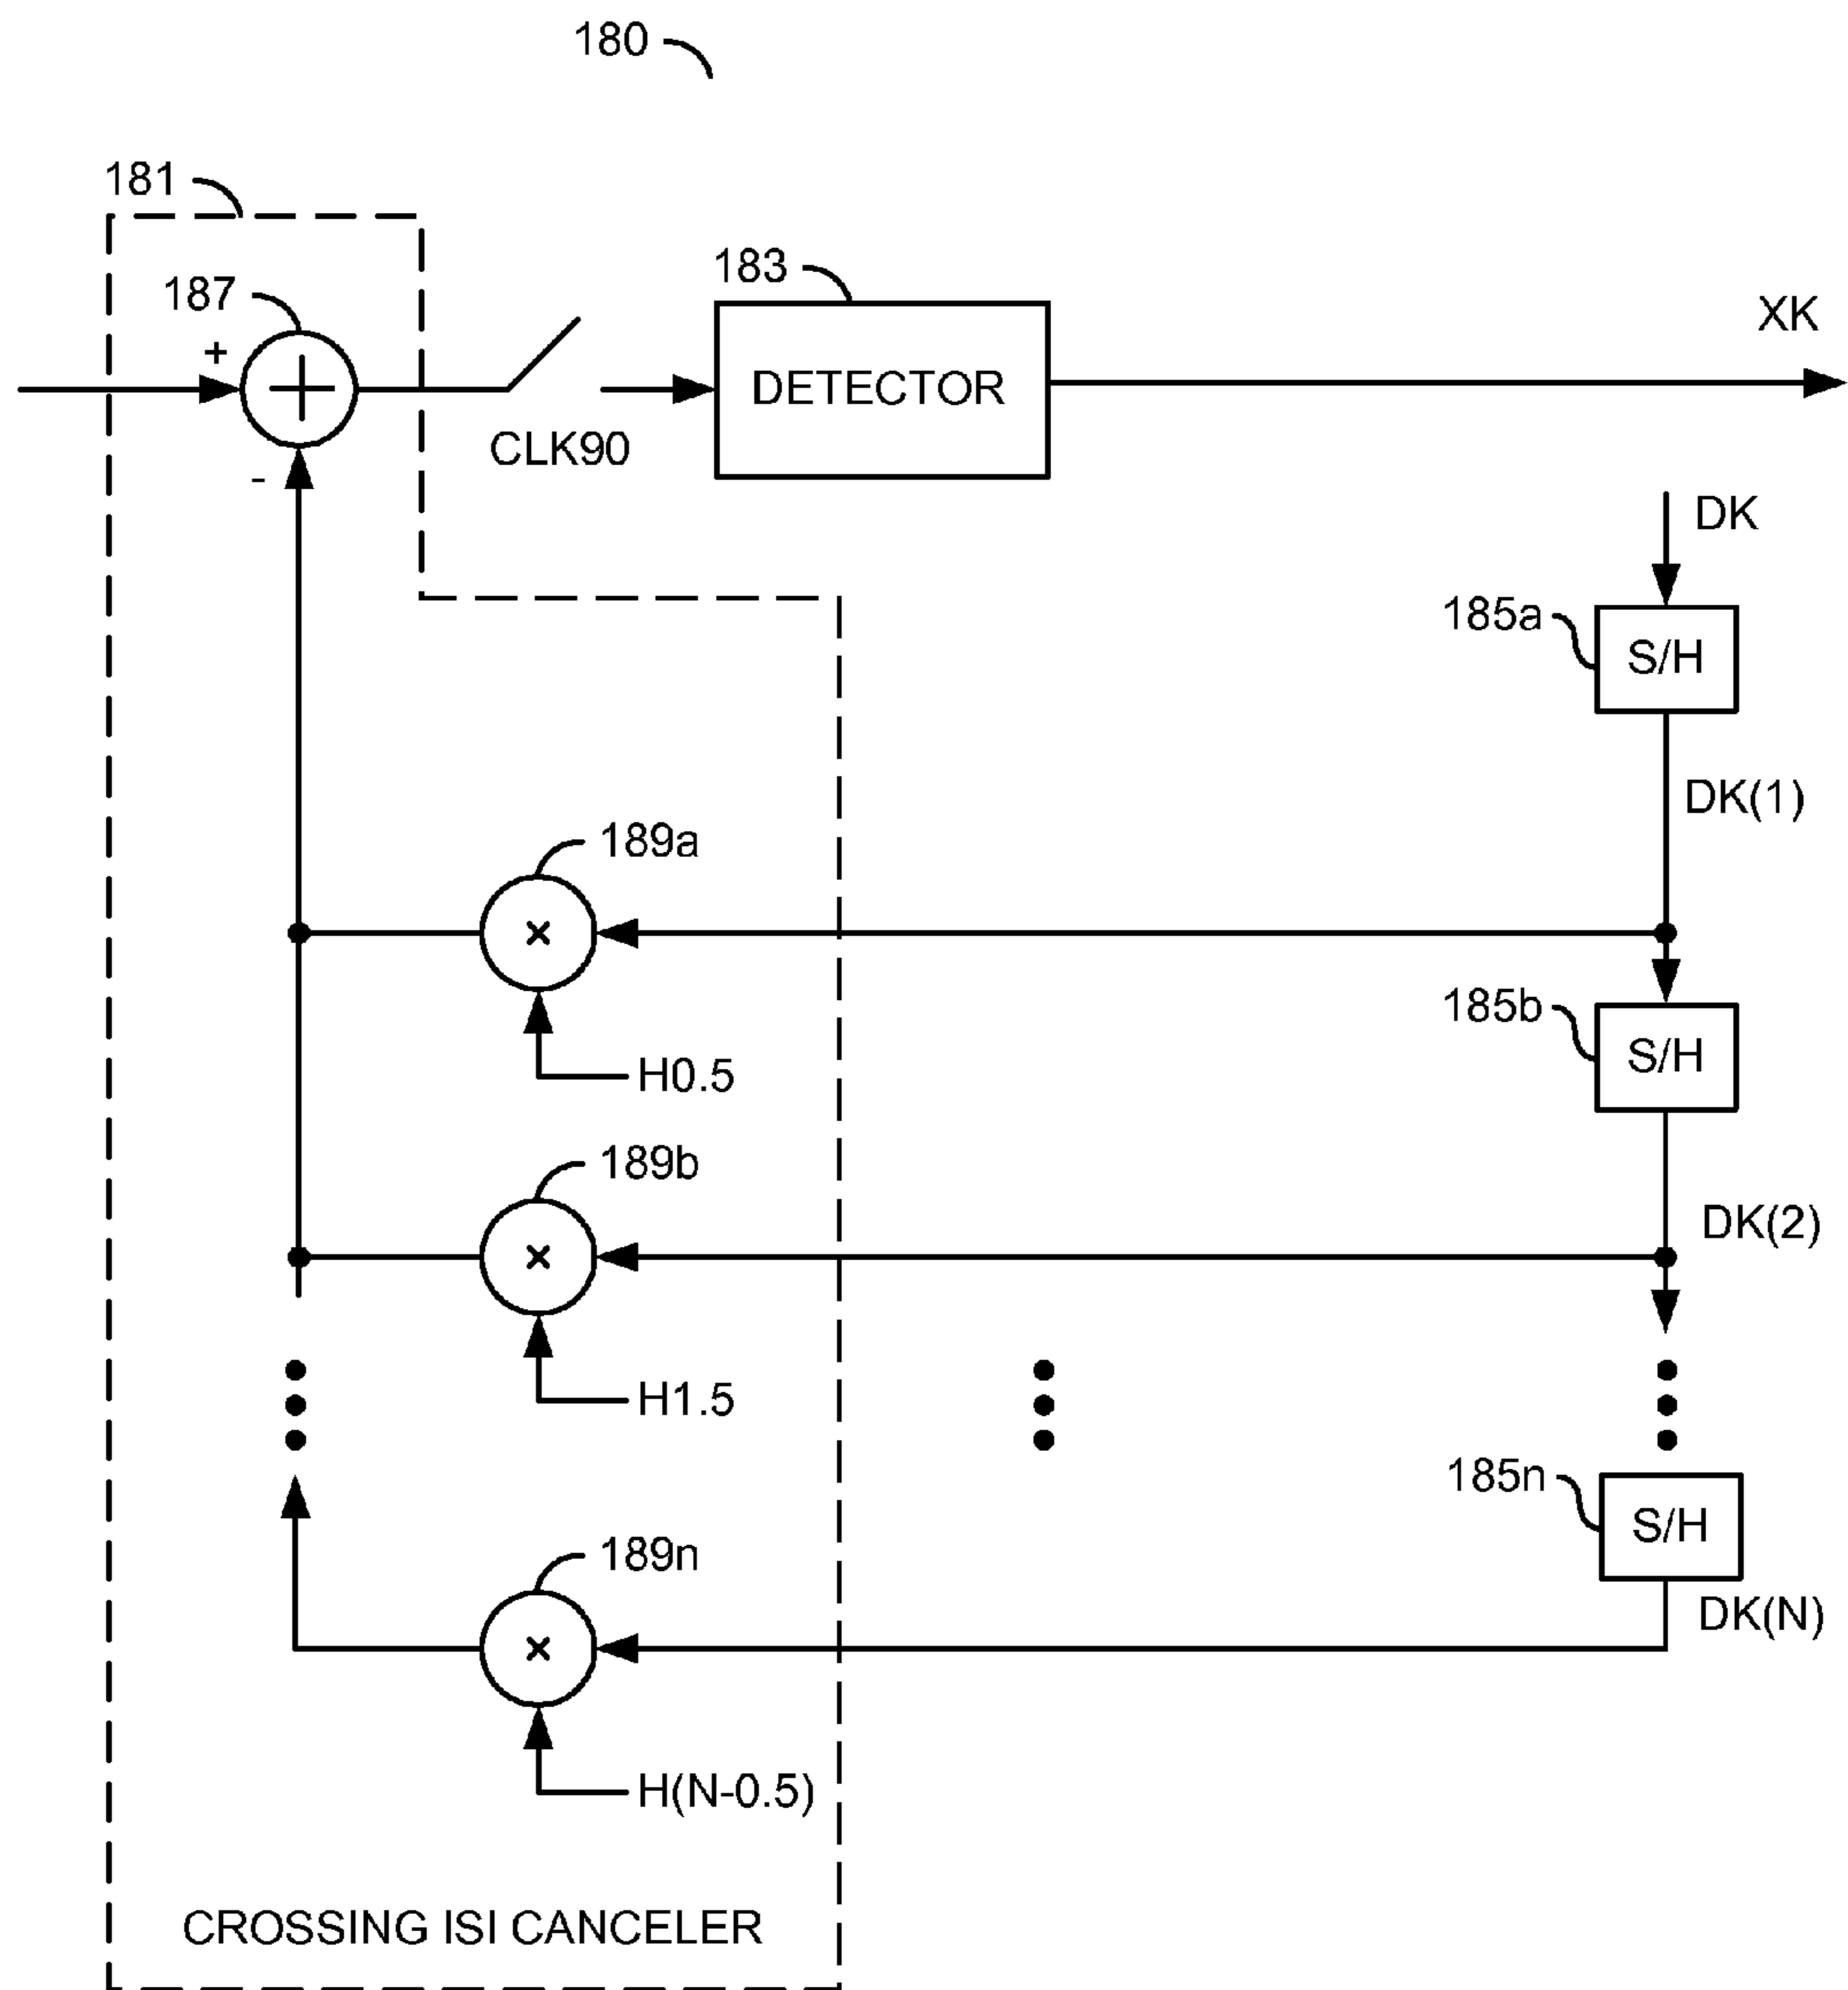 180
181
187
183
XK
+
DETECTOR
CLK90
-
DK
185a
S/H
DK(1)
189a
×
185b
S/H
H0.5
189b
DK(2)
×
H1.5
185n
S/H
189n
DK(N)
×
H(N-0.5)
CROSSING ISI CANCELER